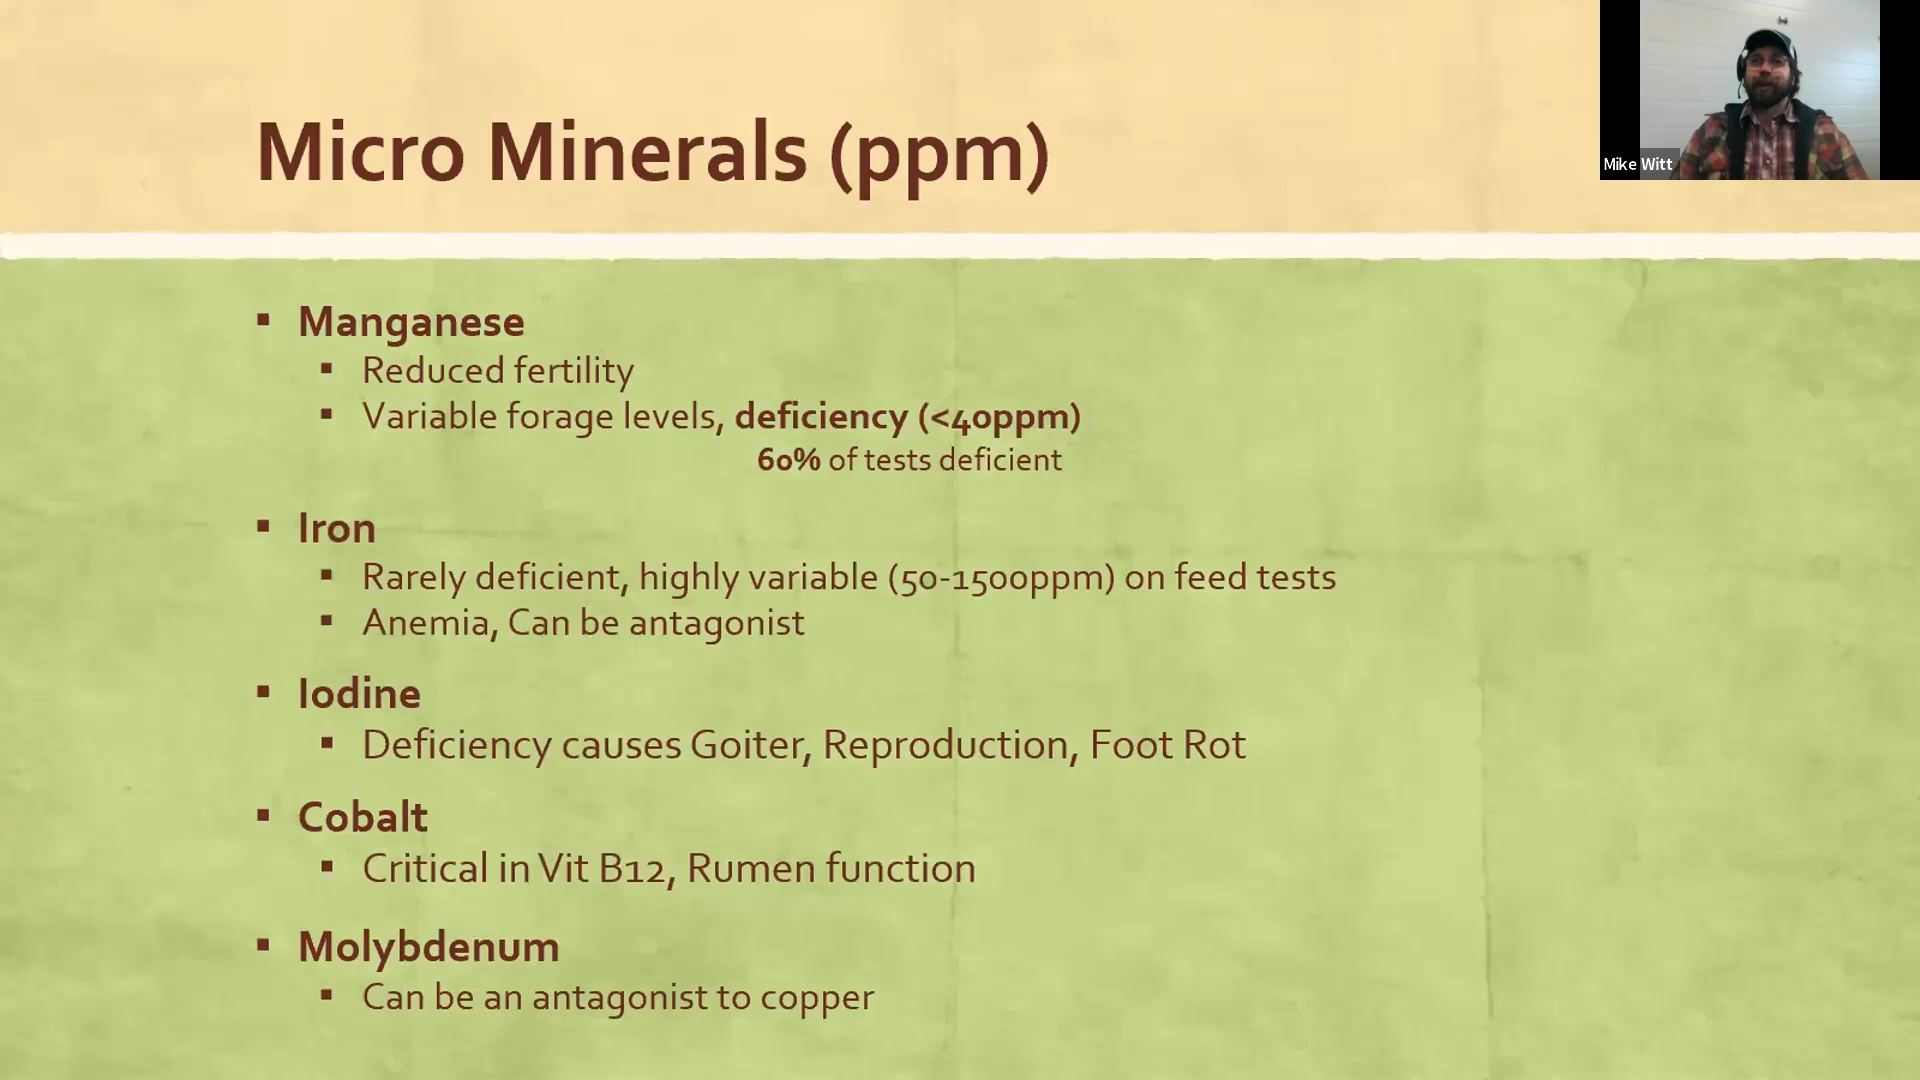 Micro Minerals (ppm)
Mike Witt
▪ Manganese
▪ Reduced fertility
▪ Variable forage levels, deficiency (<40ppm)
60% of tests deficient
▪ Iron
▪ Rarely deficient, highly variable (50-1500ppm) on feed tests
▪ Anemia, Can be antagonist
▪ Iodine
▪ Deficiency causes Goiter, Reproduction, Foot Rot
▪ Cobalt
▪ Critical in Vit B12, Rumen function
▪ Molybdenum
▪ Can be an antagonist to copper